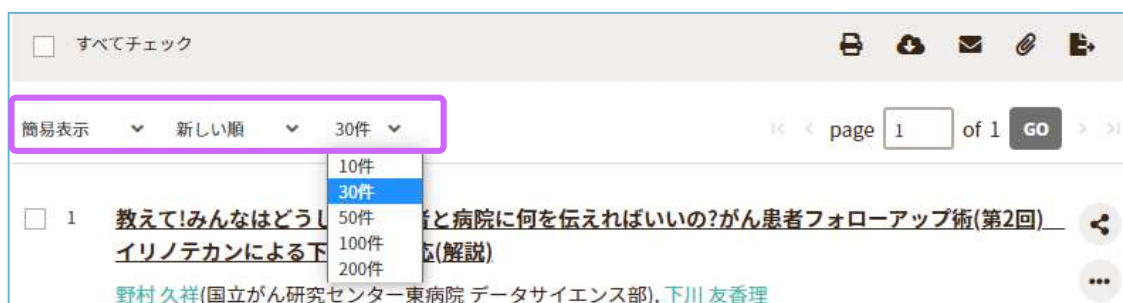 すべてチェック
簡易表示 新しい順 30件 page 1 of 1 GO
10件
30件
50件
100件
200件
1 教えて!みんなはどうし 者と病院に何を伝えればいいの?がん患者フォローアップ術(第2回)
イリノテカンによる下 応(解説)
野村 久祥(国立がん研究センター東病院 データサイエンス部), 下川 友香理